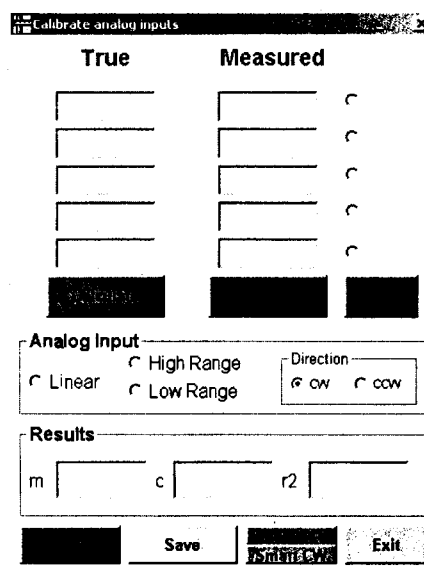 Calibrate analog inputs
True Measured
Analog Input
Linear
High Range
Low Range
Direction
cw ccw
Results
m c r2
Save
Exit